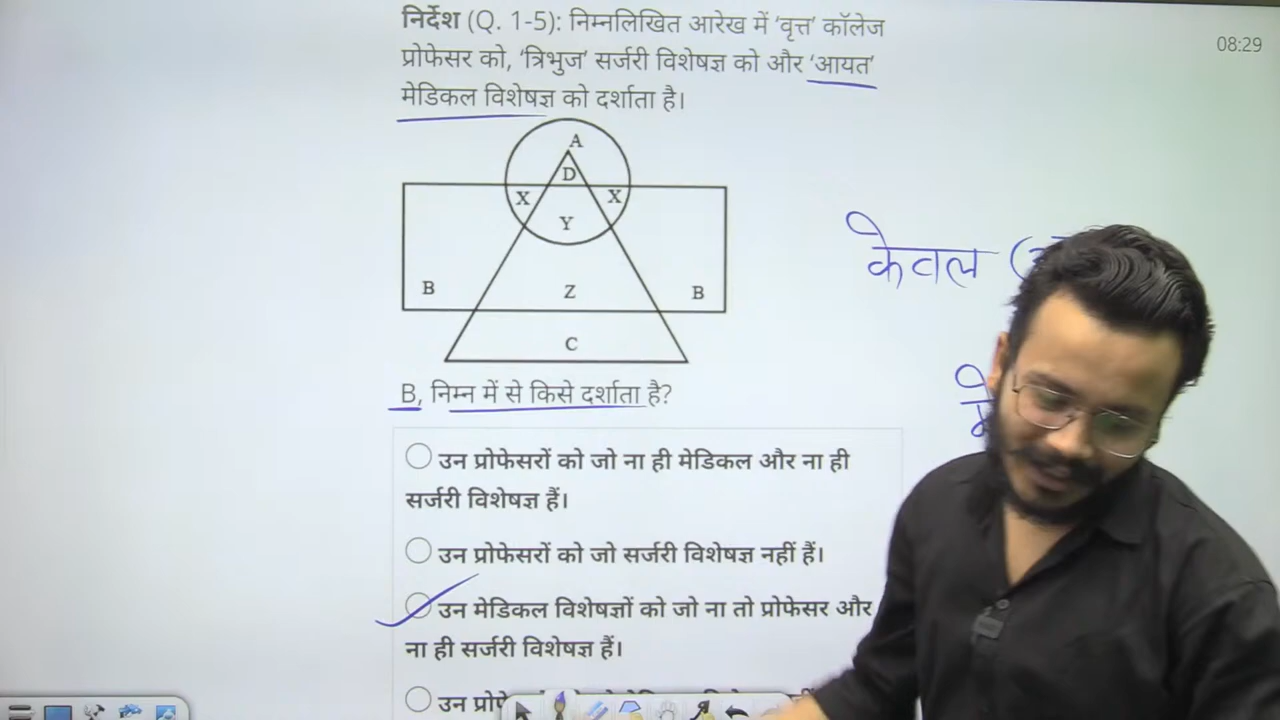 निर्देश (Q. 1-5): निम्नलिखित आरेख में ‘वृत्त’ कॉलेज
प्रोफेसर को, ‘त्रिभुज’ सर्जरी विशेषज्ञ को और ‘आयत’
मेडिकल विशेषज्ञ को दर्शाता है।
08:29
A
D
X X
Y
B Z B
C
केवल (
B, निम्न में से किसे दर्शाता है?
उन प्रोफेसरों को जो ना ही मेडिकल और ना ही
सर्जरी विशेषज्ञ हैं।
उन प्रोफेसरों को जो सर्जरी विशेषज्ञ नहीं हैं।
उन मेडिकल विशेषज्ञों को जो ना तो प्रोफेसर और
ना ही सर्जरी विशेषज्ञ हैं।
उन